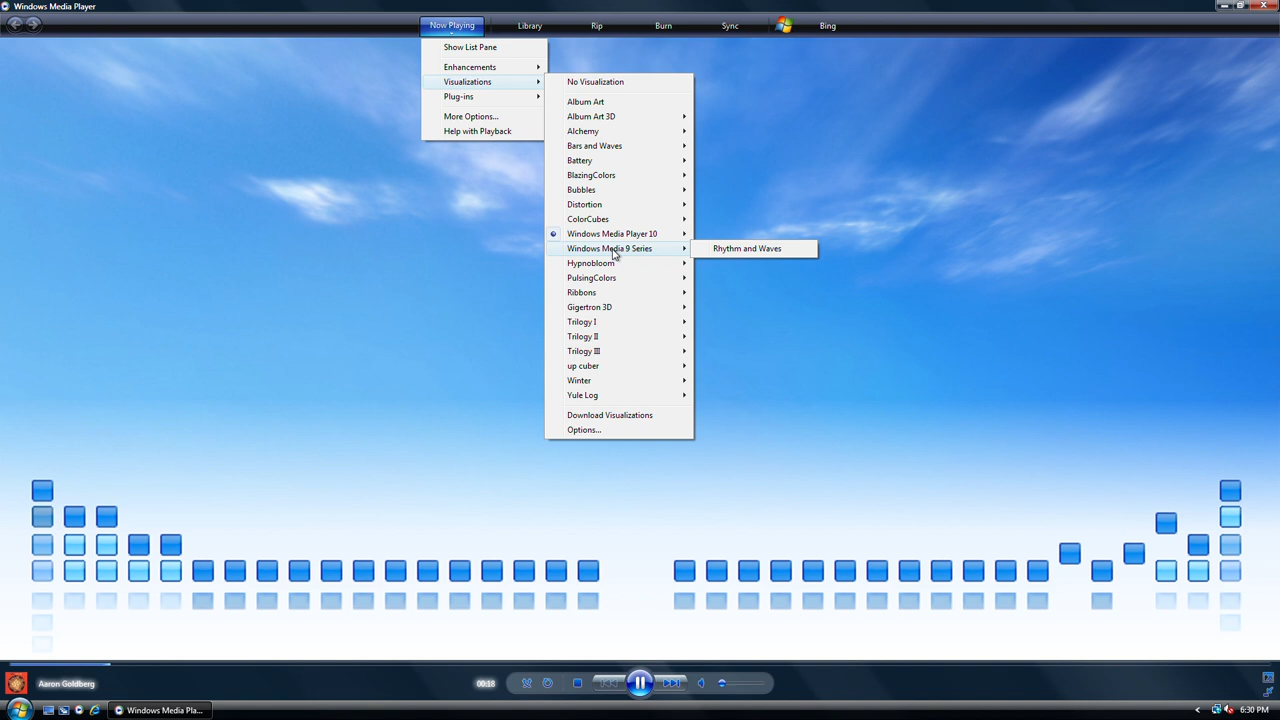 Windows Media Player
Now Playing
Library
Rip
Burn
Sync
Bing
Show List Pane
Enhancements
Visualizations
Plug-ins
More Options...
Help with Playback
No Visualization
Album Art
Album Art 3D
Alchemy
Bars and Waves
Battery
BlazingColors
Bubbles
Distortion
ColorCubes
Windows Media Player 10
Windows Media 9 Series
Rhythm and Waves
Hypnobloom
PulsingColors
Ribbons
Gigertron 3D
Trilogy I
Trilogy II
Trilogy III
up cuber
Winter
Yule Log
Download Visualizations
Options...
Aaron Goldberg
00:18
Windows Media Pla...
6:30 PM